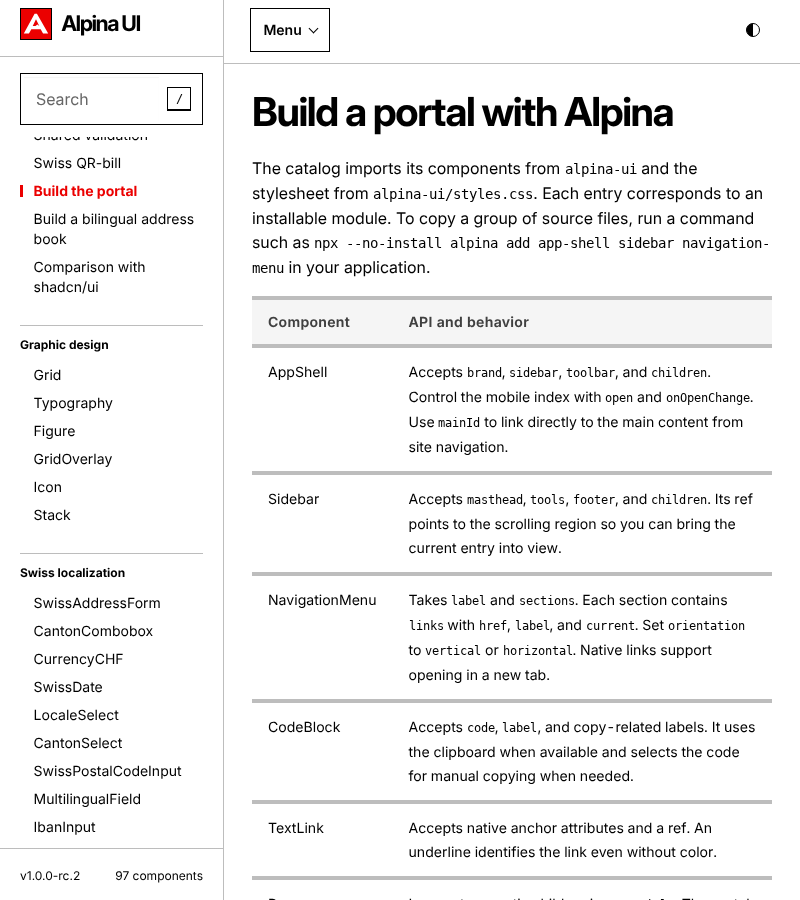 Alpina UI
Search
/
Shared validation
Swiss QR-bill
Build the portal
Build a bilingual address
book
Comparison with
shadcn/ui
Graphic design
Grid
Typography
Figure
GridOverlay
Icon
Stack
Swiss localization
SwissAddressForm
CantonCombobox
CurrencyCHF
SwissDate
LocaleSelect
CantonSelect
SwissPostalCodeInput
MultilingualField
IbanInput
v1.0.0-rc.2 97 components
Menu
Build a portal with Alpina
The catalog imports its components from alpina-ui and the
stylesheet from alpina-ui/styles.css. Each entry corresponds to an
installable module. To copy a group of source files, run a command
such as npx --no-install alpina add app-shell sidebar navigation-
menu in your application.
Component API and behavior
AppShell Accepts brand, sidebar, toolbar, and children.
Control the mobile index with open and onOpenChange.
Use mainId to link directly to the main content from
site navigation.
Sidebar Accepts masthead, tools, footer, and children. Its ref
points to the scrolling region so you can bring the
current entry into view.
NavigationMenu Takes label and sections. Each section contains
links with href, label, and current. Set orientation
to vertical or horizontal. Native links support
opening in a new tab.
CodeBlock Accepts code, label, and copy-related labels. It uses
the clipboard when available and selects the code
for manual copying when needed.
TextLink Accepts native anchor attributes and a ref. An
underline identifies the link even without color.